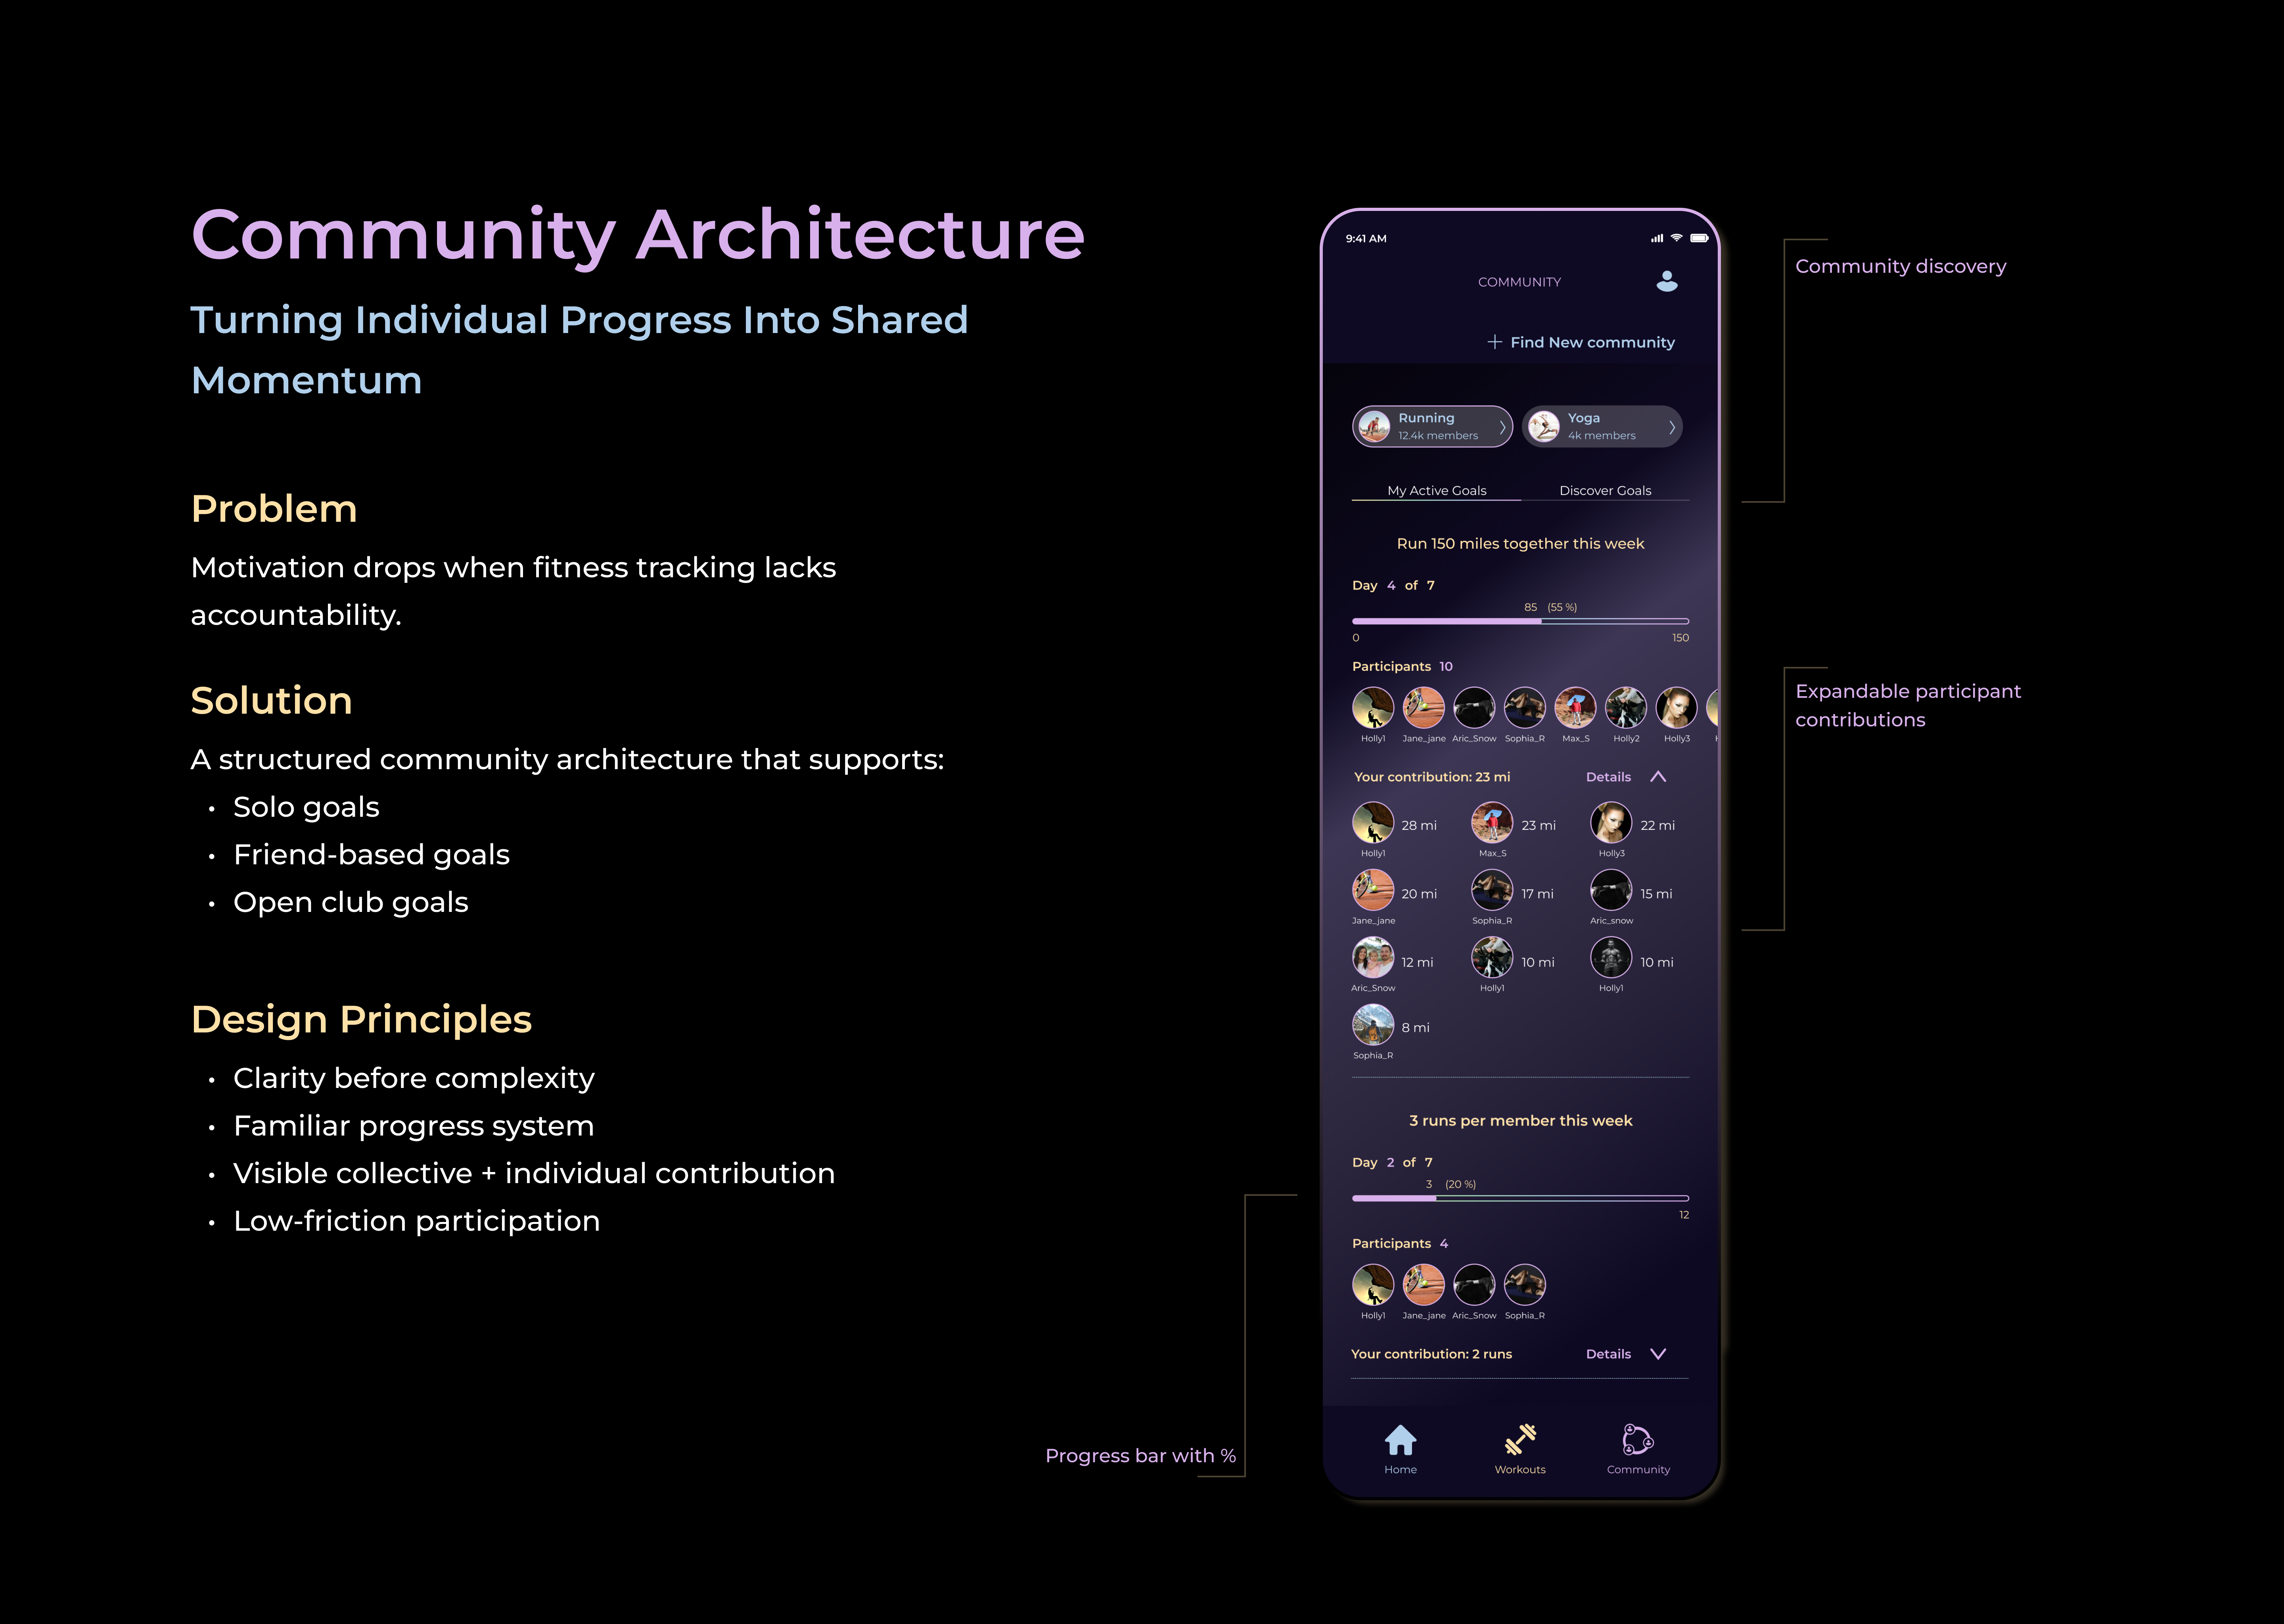 Community Architecture
Turning Individual Progress Into Shared
Momentum
Problem
Motivation drops when fitness tracking lacks
accountability.
Solution
A structured community architecture that supports:
• Solo goals
• Friend-based goals
• Open club goals
Design Principles
• Clarity before complexity
• Familiar progress system
• Visible collective + individual contribution
• Low-friction participation
9:41 AM
COMMUNITY
+ Find New community
Running
12.4k members
Yoga
4k members
My Active Goals Discover Goals
Run 150 miles together this week
Day 4 of 7
85 (55 %)
0 150
Participants 10
Holly1 Jane_jane Aric_Snow Sophia_R Max_S Holly2 Holly3
Your contribution: 23 mi Details
28 mi 23 mi 22 mi
Holly1 Max_S Holly3
20 mi 17 mi 15 mi
Jane_jane Sophia_R Aric_snow
12 mi 10 mi 10 mi
Aric_Snow Holly1 Holly1
8 mi
Sophia_R
3 runs per member this week
Day 2 of 7
3 (20 %)
12
Participants 4
Holly1 Jane_jane Aric_Snow Sophia_R
Your contribution: 2 runs Details
Home Workouts Community
Community discovery
Expandable participant
contributions
Progress bar with %